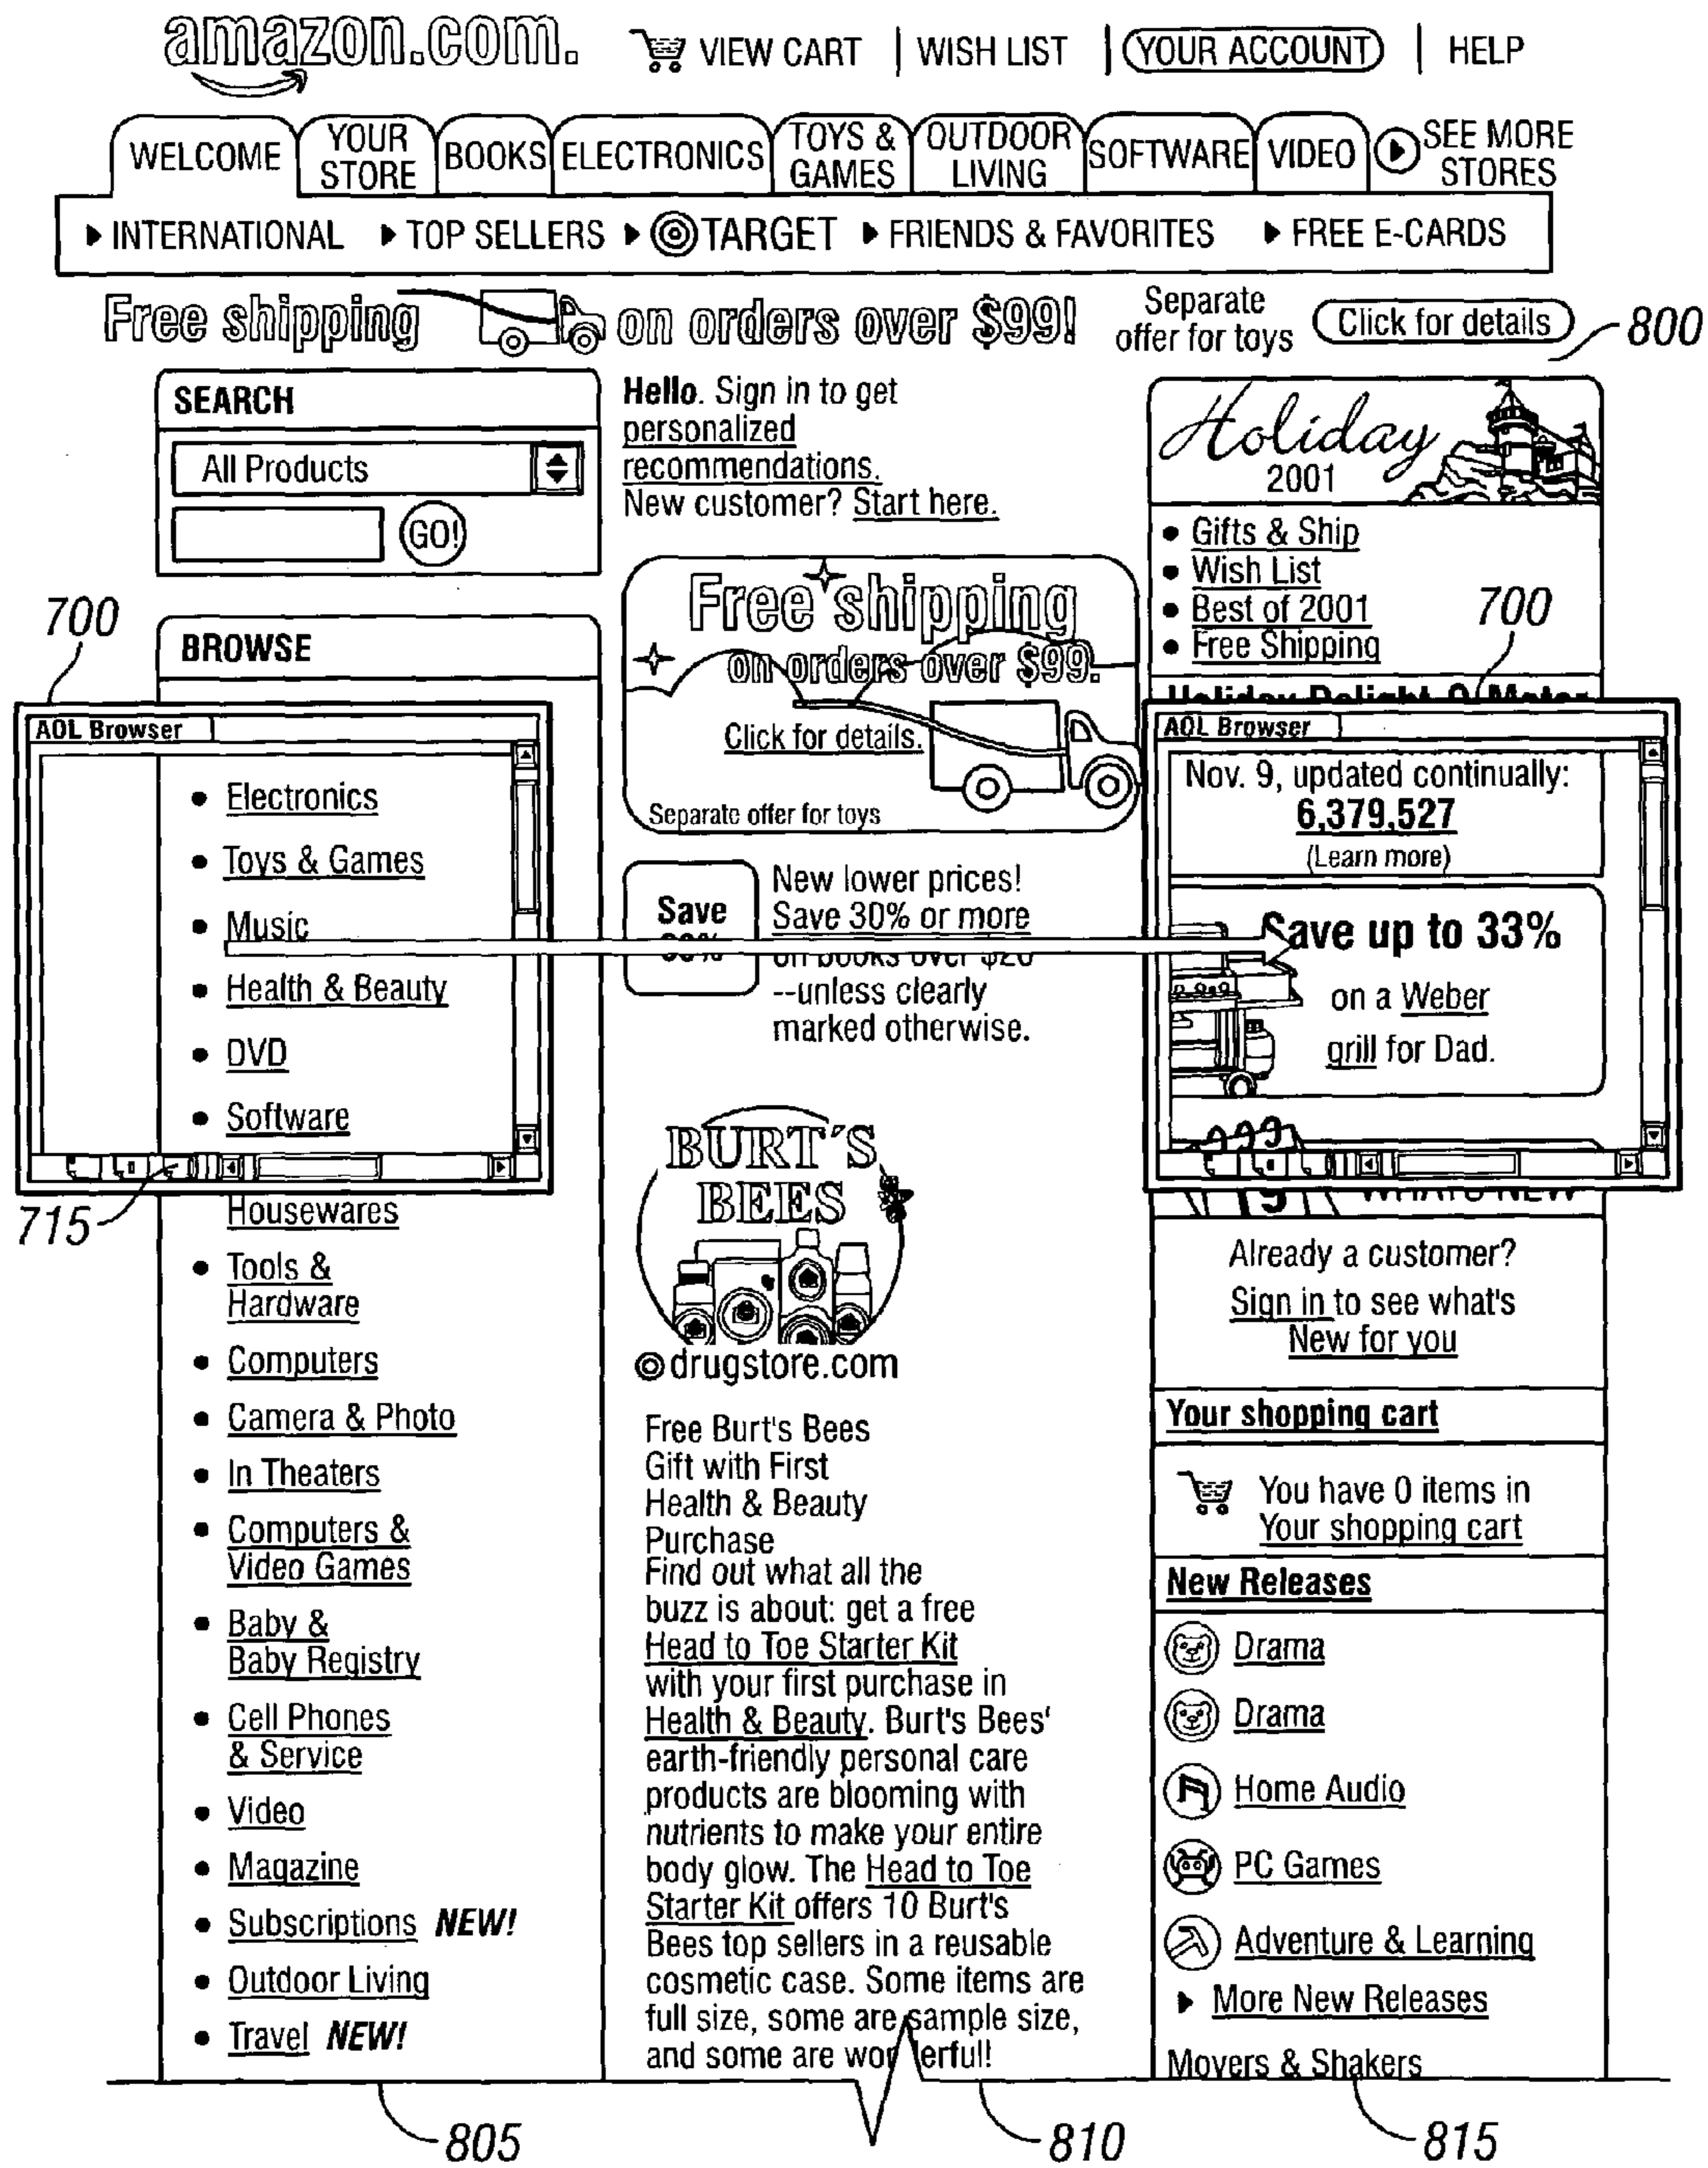 amazon.com.
VIEW CART | WISH LIST | YOUR ACCOUNT | HELP
WELCOME
YOUR
STORE
BOOKS
ELECTRONICS
TOYS &
GAMES
OUTDOOR
LIVING
SOFTWARE
VIDEO
SEE MORE
STORES
INTERNATIONAL
TOP SELLERS
TARGET
FRIENDS & FAVORITES
FREE E-CARDS
Free shipping on orders over $99!
Separate
offer for toys
Click for details
800
SEARCH
All Products
GO!
700
BROWSE
AOL Browser
• Electronics
• Toys & Games
• Music
• Health & Beauty
• DVD
• Software
715
Housewares
• Tools &
Hardware
• Computers
• Camera & Photo
• In Theaters
• Computers &
Video Games
• Baby &
Baby Registry
• Cell Phones
& Service
• Video
• Magazine
• Subscriptions NEW!
• Outdoor Living
• Travel NEW!
805
Hello. Sign in to get
personalized
recommendations.
New customer? Start here.
Free shipping
on orders over $99.
Click for details.
Separate offer for toys
Save
New lower prices!
Save 30% or more
on books over $20
--unless clearly
marked otherwise.
BURT'S
BEES
drugstore.com
Free Burt's Bees
Gift with First
Health & Beauty
Purchase
Find out what all the
buzz is about: get a free
Head to Toe Starter Kit
with your first purchase in
Health & Beauty. Burt's Bees'
earth-friendly personal care
products are blooming with
nutrients to make your entire
body glow. The Head to Toe
Starter Kit offers 10 Burt's
Bees top sellers in a reusable
cosmetic case. Some items are
full size, some are sample size,
and some are wonderful!
810
Holiday
2001
• Gifts & Ship
• Wish List
• Best of 2001
• Free Shipping
700
Holiday Delight-O-Meter
AOL Browser
Nov. 9, updated continually:
6,379,527
(Learn more)
Save up to 33%
on a Weber
grill for Dad.
WHAT'S NEW
Already a customer?
Sign in to see what's
New for you
Your shopping cart
You have 0 items in
Your shopping cart
New Releases
Drama
Drama
Home Audio
PC Games
Adventure & Learning
More New Releases
Movers & Shakers
815